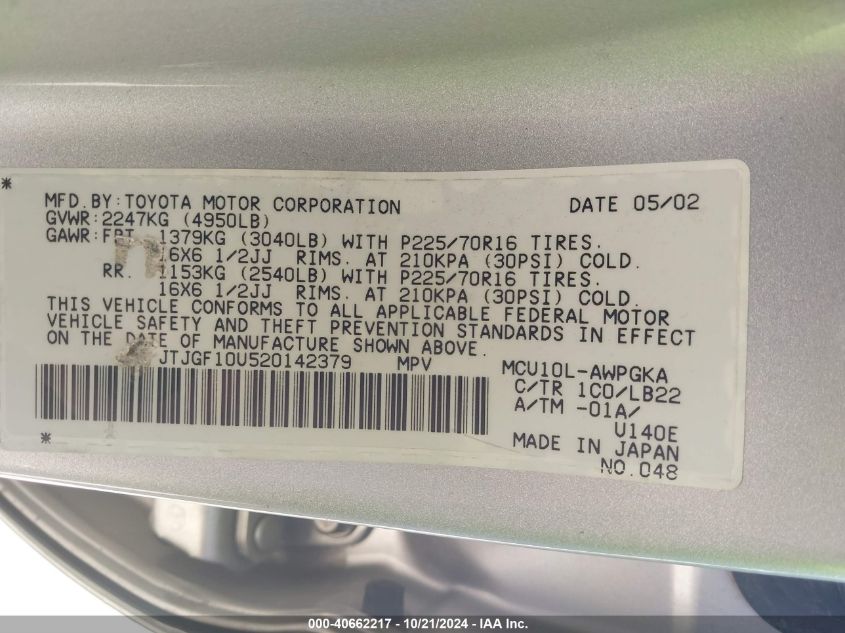 *
MFD.BY:TOYOTA MOTOR CORPORATION DATE 05/02
GVWR:2247KG (4950LB)
GAWR:FRT. 1379KG (3040LB) WITH P225/70R16 TIRES.
16X6 1/2JJ RIMS. AT 210KPA (30PSI) COLD.
RR. 1153KG (2540LB) WITH P225/70R16 TIRES.
16X6 1/2JJ RIMS. AT 210KPA (30PSI) COLD.
THIS VEHICLE CONFORMS TO ALL APPLICABLE FEDERAL MOTOR
VEHICLE SAFETY AND THEFT PREVENTION STANDARDS IN EFFECT
ON THE DATE OF MANUFACTURE SHOWN ABOVE.
JTJGF10U520142379 MPV MCU10L-AWPGKA
C/TR 1C0/LB22
A/TM -01A/
U140E
MADE IN JAPAN
* NO.048
000-40662217 - 10/21/2024 - IAA Inc.